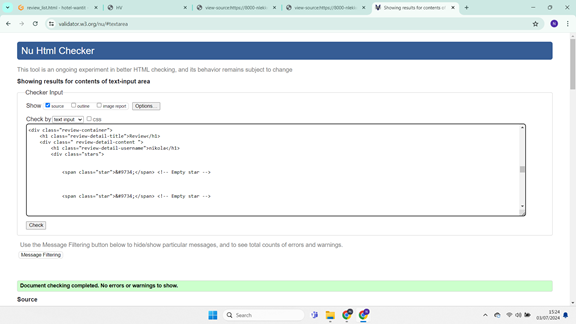 review_list.html - hotel-wanti
HV
view-source:https://8000-nikki
view-source:https://8000-nikki
Showing results for contents of
validator.w3.org/nu/#textarea
Nu Html Checker
This tool is an ongoing experiment in better HTML checking, and its behavior remains subject to change
Showing results for contents of text-input area
Checker Input
Show source outline image report Options...
Check by text input css
<div class="review-container">
<h1 class="review-detail-title">Review</h1>
<div class=" review-detail-content ">
<h1 class="review-detail-username">nikola</h1>
<div class="stars">
<span class="star">&#9734;</span> <!-- Empty star -->
<span class="star">&#9734;</span> <!-- Empty star -->
Check
Use the Message Filtering button below to hide/show particular messages, and to see total counts of errors and warnings.
Message Filtering
Document checking completed. No errors or warnings to show.
Source
Search
15:24
03/07/2024